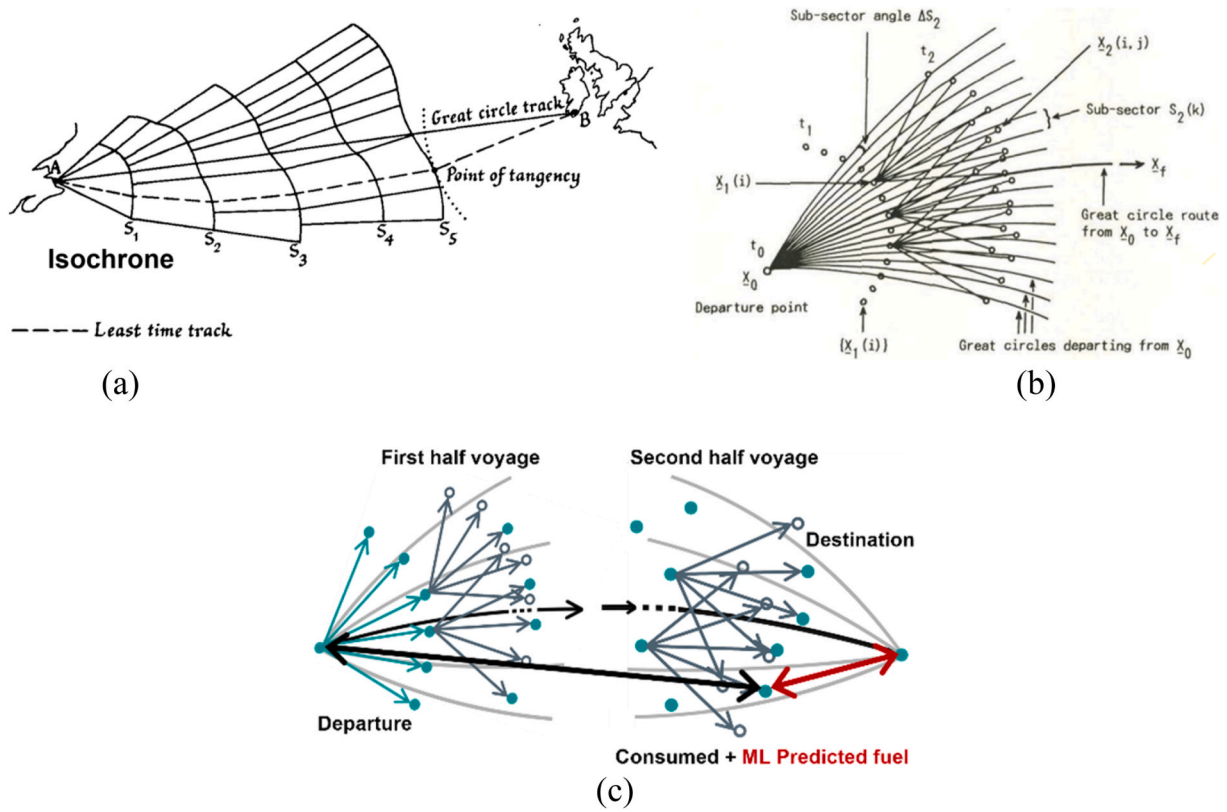 A
Great circle track
B
Point of tangency
S₁
S₂
S₃
S₄
S₅
Isochrone
Least time track
(a)
Sub-sector angle ΔS₂
t₂
X₂(i,j)
t₁
Sub-sector S₂(k)
X₁(i)
X_f
t₀
Great circle route
from X₀ to X_f
X₀
Departure point
{X₁(i)}
Great circles departing from X₀
(b)
First half voyage
Second half voyage
Destination
Departure
Consumed + ML Predicted fuel
(c)